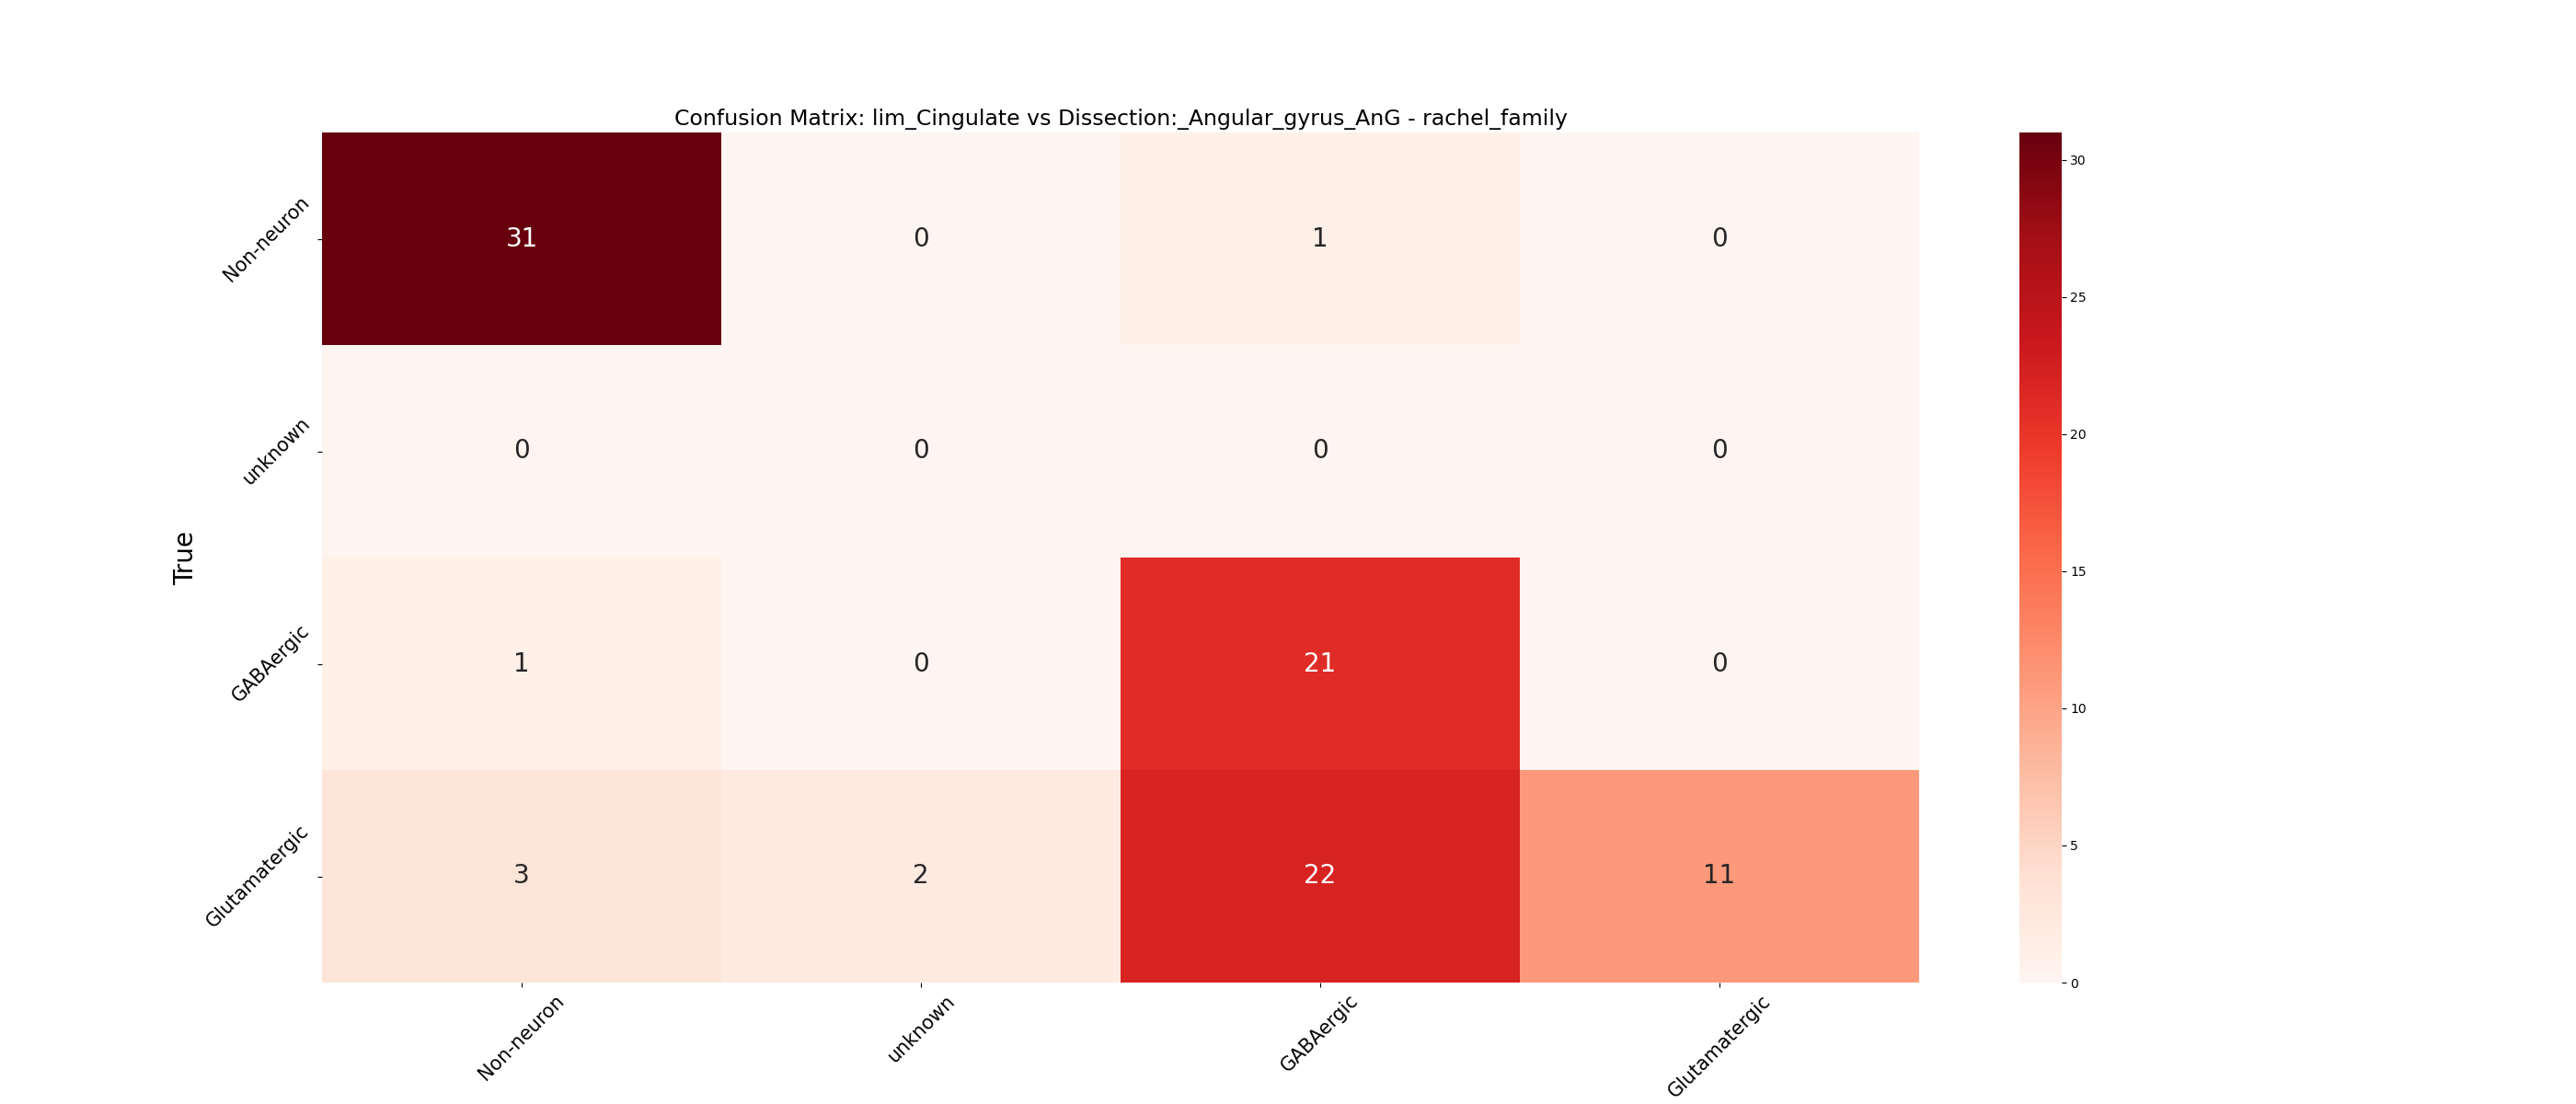 Confusion Matrix: lim_Cingulate vs Dissection:_Angular_gyrus_AnG - rachel_family
Non-neuron
31 0 1 0
unknown
0 0 0 0
GABAergic
1 0 21 0
Glutamatergic
3 2 22 11
True
Non-neuron
unknown
GABAergic
Glutamatergic
30
25
20
15
10
5
0